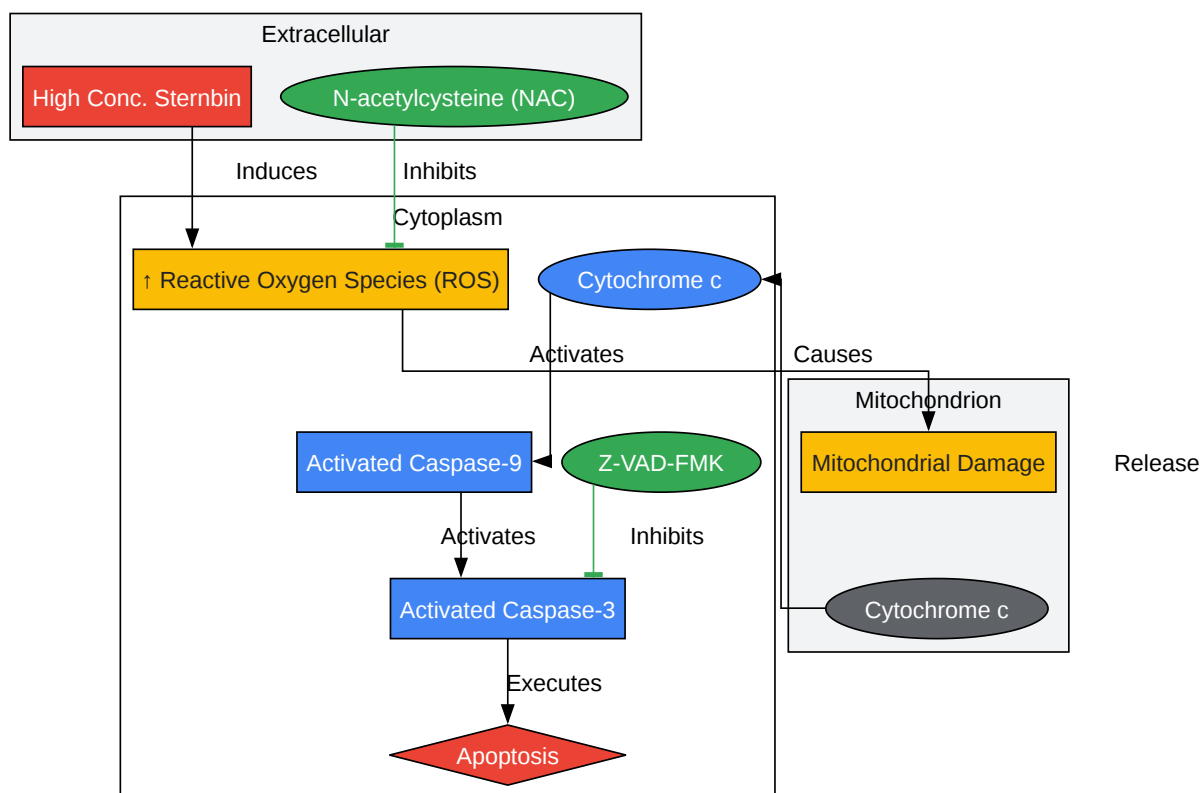 Extracellular
High Conc. Sternbin
N-acetylcysteine (NAC)
Induces
Inhibits
Cytoplasm
↑ Reactive Oxygen Species (ROS)
Cytochrome c
Activates
Causes
Mitochondrion
Activated Caspase-9
Z-VAD-FMK
Mitochondrial Damage
Release
Activates
Inhibits
Activated Caspase-3
Cytochrome c
Executes
Apoptosis